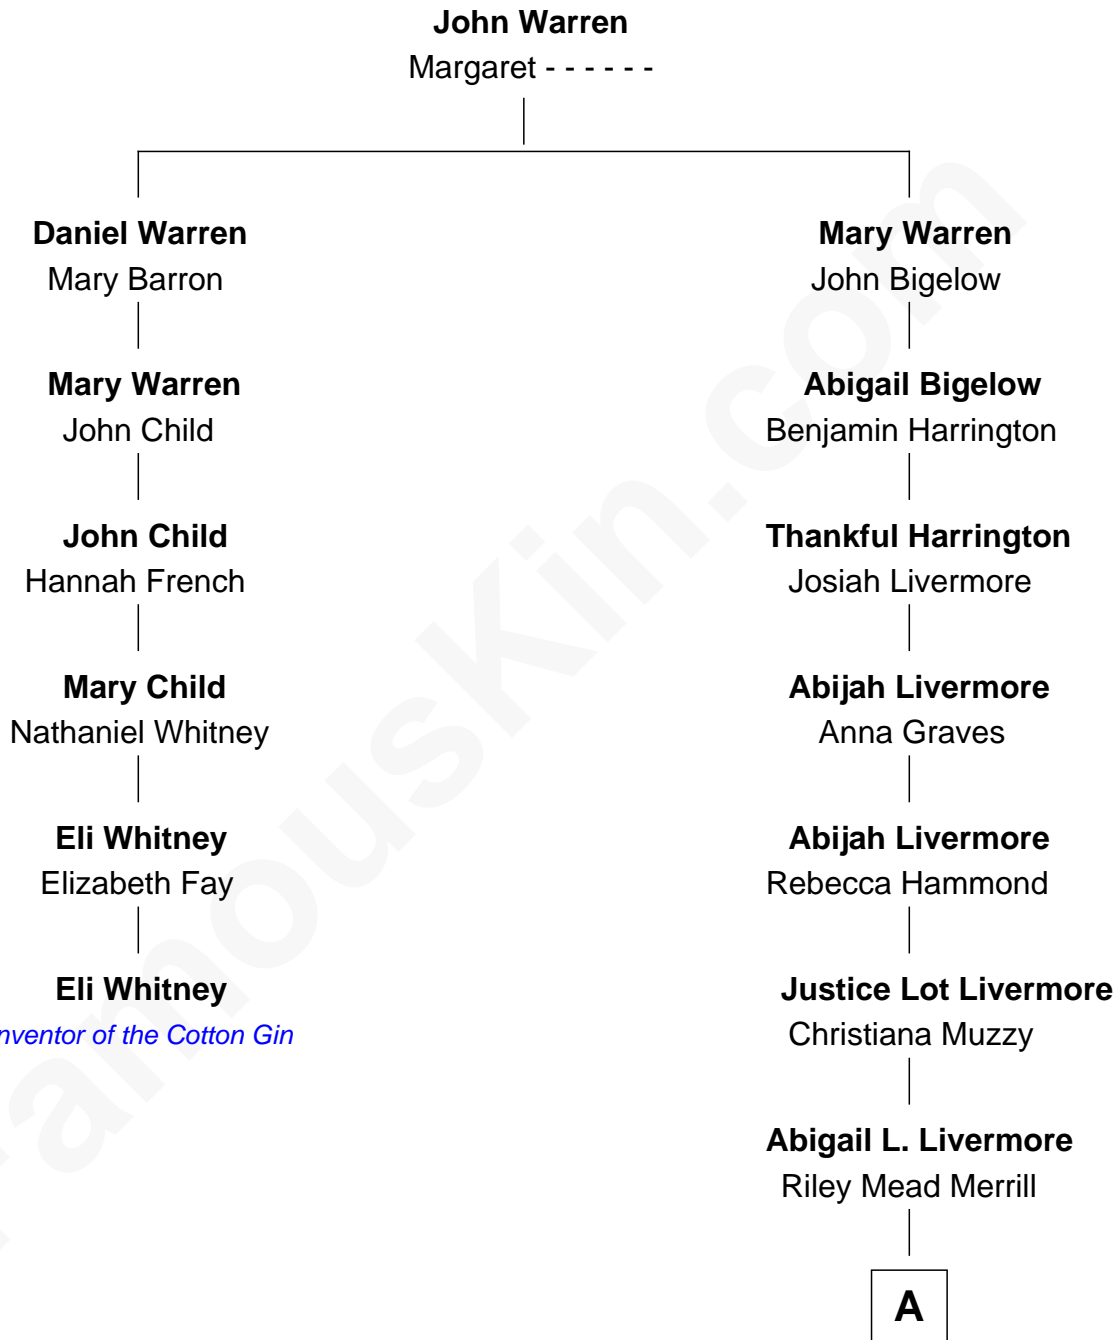 John Warren
Margaret - - - - - -
Daniel Warren
Mary Barron
Mary Warren
John Bigelow
Mary Warren
John Child
Abigail Bigelow
Benjamin Harrington
John Child
Hannah French
Thankful Harrington
Josiah Livermore
Mary Child
Nathaniel Whitney
Abijah Livermore
Anna Graves
Eli Whitney
Elizabeth Fay
Abijah Livermore
Rebecca Hammond
Eli Whitney
nventor of the Cotton Gin
Justice Lot Livermore
Christiana Muzzy
Abigail L. Livermore
Riley Mead Merrill
A
FamousKin.com